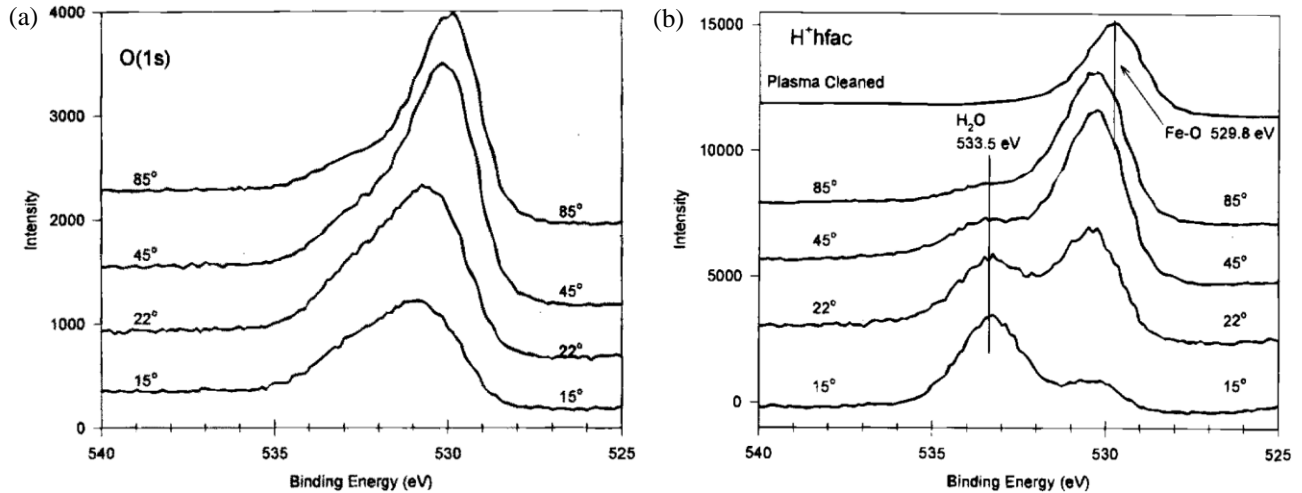 (a)
4000
3000
2000
1000
0
Intensity
O(1s)
85°
45°
22°
15°
85°
45°
22°
15°
540
535
530
525
Binding Energy (eV)
(b)
15000
10000
5000
0
Intensity
H⁺hfac
Plasma Cleaned
H₂O
533.5 eV
Fe-O 529.8 eV
85°
45°
22°
15°
85°
45°
22°
15°
540
535
530
525
Binding Energy (eV)